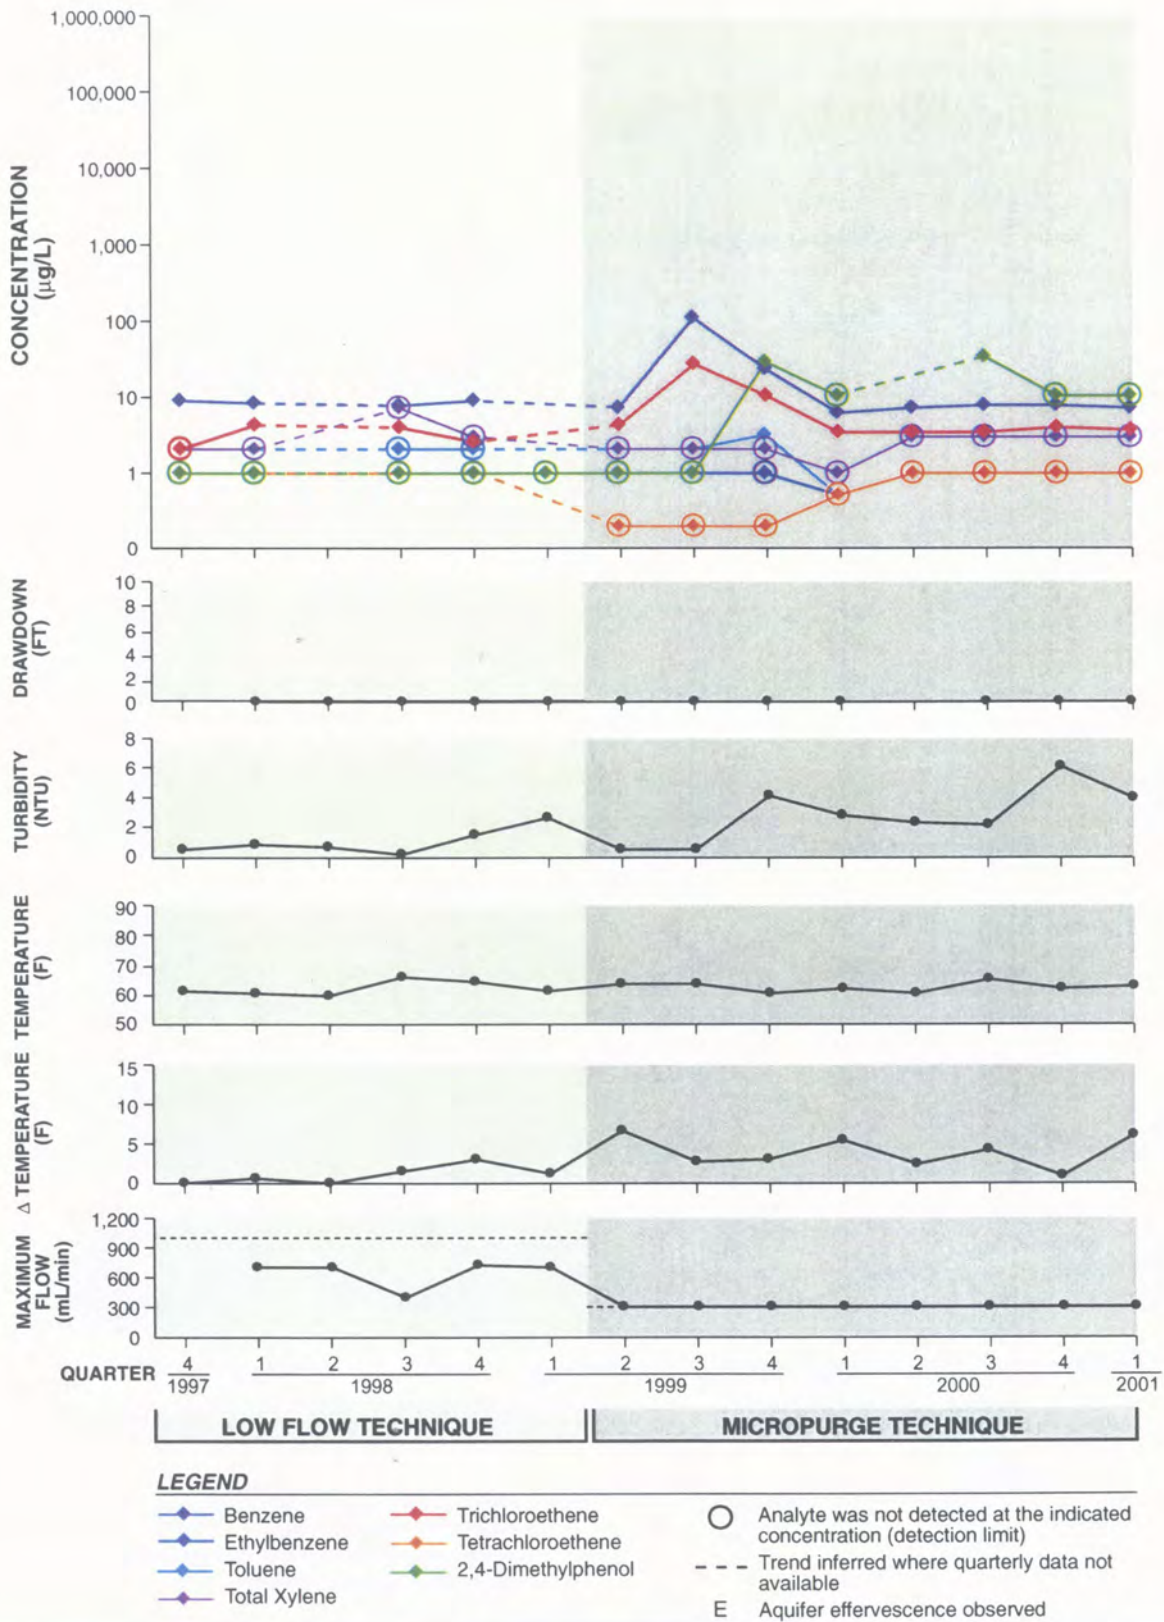 1,000,000
100,000
10,000
1,000
100
10
1
0
CONCENTRATION
(µg/L)
10
8
6
4
2
0
DRAWDOWN
(FT)
8
6
4
2
0
TURBIDITY
(NTU)
90
80
70
60
50
TEMPERATURE
(F)
15
10
5
0
Δ TEMPERATURE
(F)
1,200
900
600
300
0
MAXIMUM
FLOW
(mL/min)
QUARTER 4 1 2 3 4 1 2 3 4 1 2 3 4 1
1997 1998 1999 2000 2001
LOW FLOW TECHNIQUE MICROPURGE TECHNIQUE
LEGEND
Benzene
Ethylbenzene
Toluene
Total Xylene
Trichloroethene
Tetrachloroethene
2,4-Dimethylphenol
Analyte was not detected at the indicated
concentration (detection limit)
Trend inferred where quarterly data not
available
E Aquifer effervescence observed